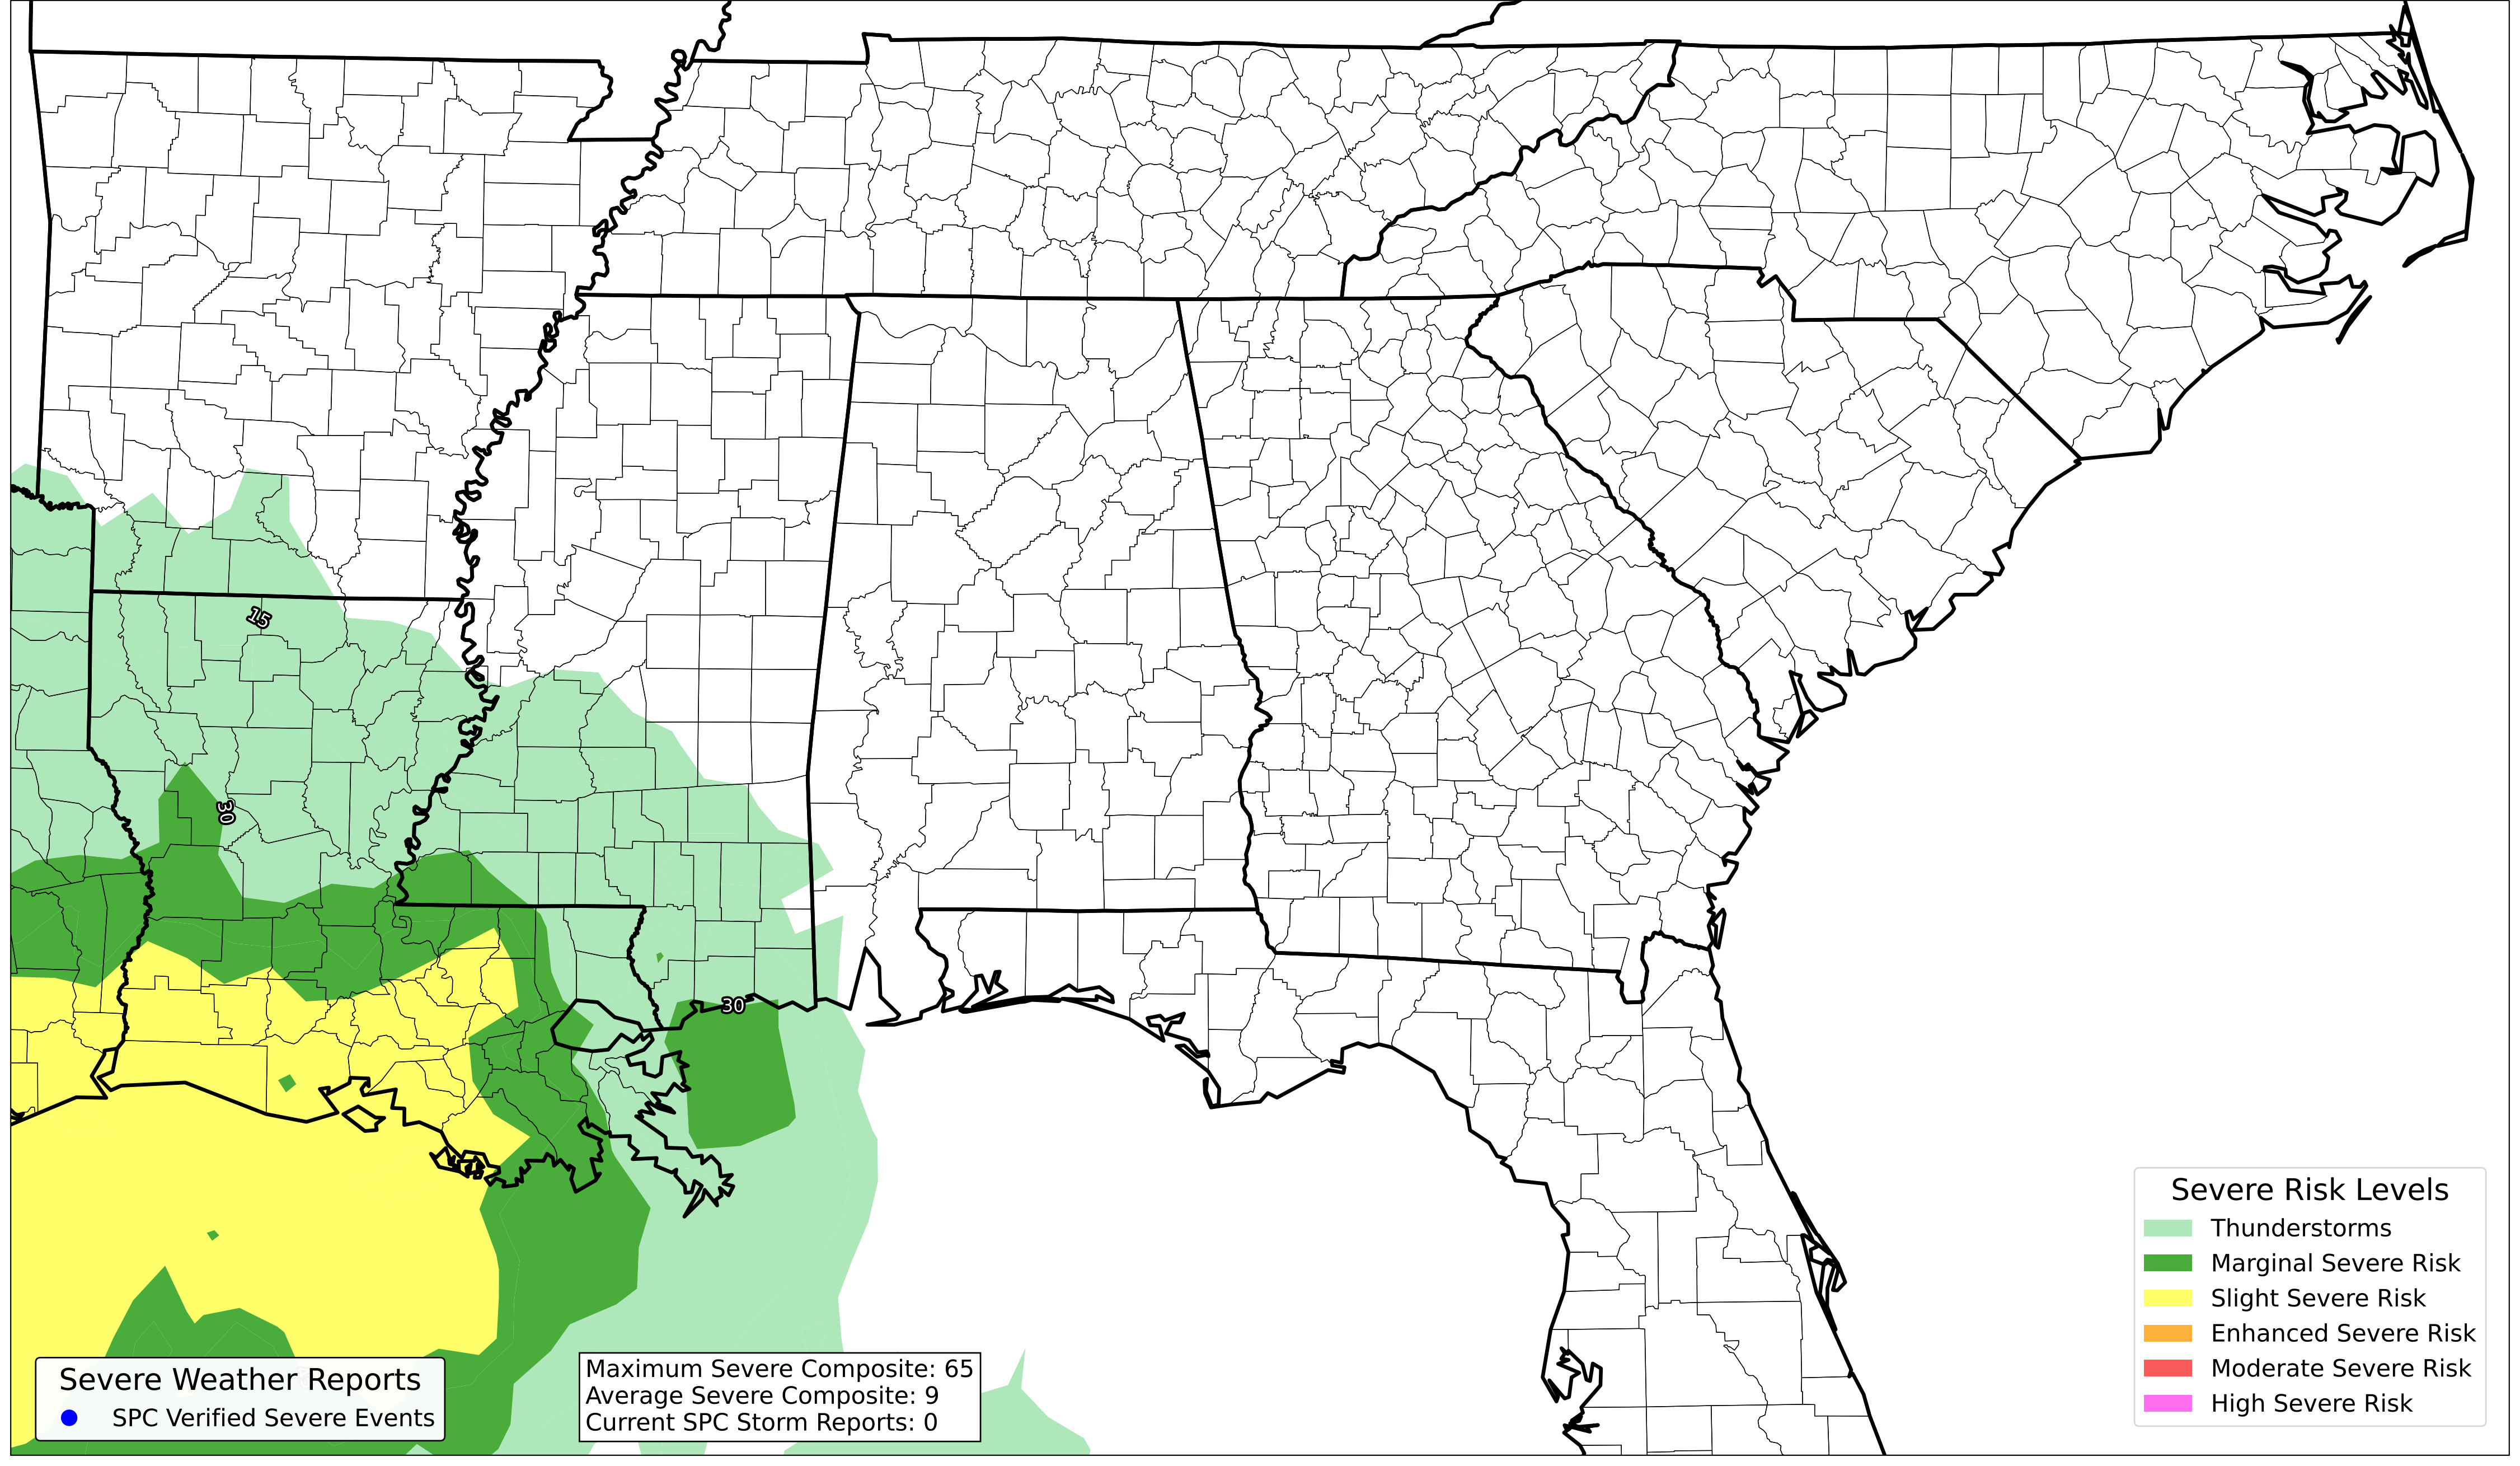 15
30
30
Severe Risk Levels
Thunderstorms
Marginal Severe Risk
Slight Severe Risk
Enhanced Severe Risk
Moderate Severe Risk
High Severe Risk
Severe Weather Reports
SPC Verified Severe Events
Maximum Severe Composite: 65
Average Severe Composite: 9
Current SPC Storm Reports: 0